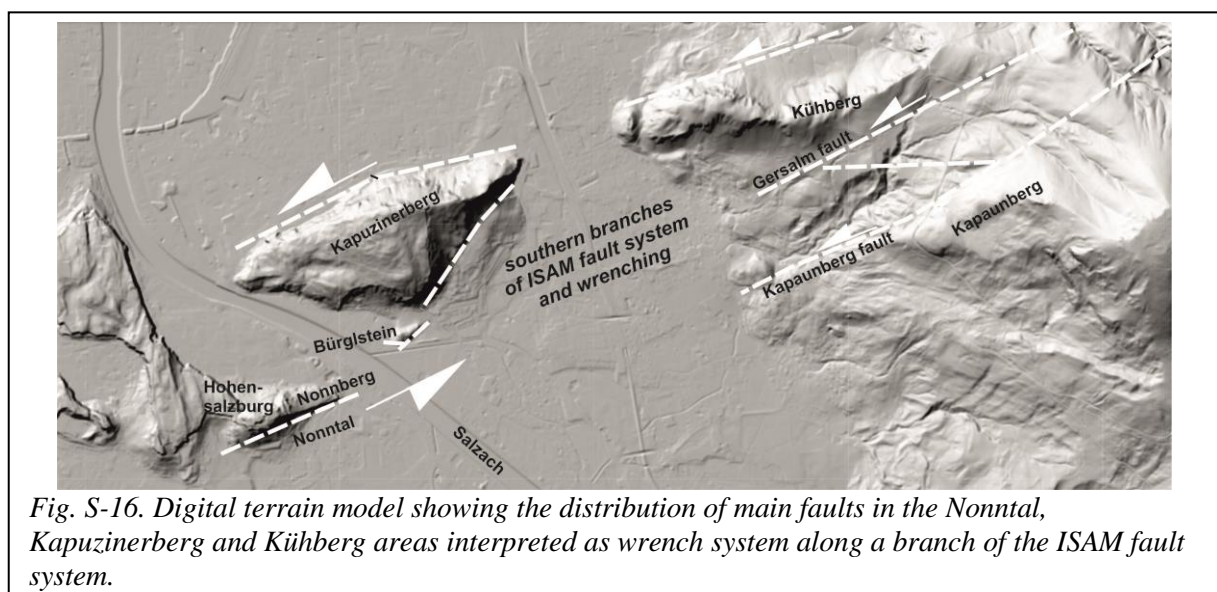 Kühberg
Gersalm fault
Kapuzinerberg
Kapaunberg
southern branches
of ISAM fault system
and wrenching
Kapaunberg fault
Bürglstein
Hohen-
salzburg
Nonnberg
Nonntal
Salzach
Fig. S-16. Digital terrain model showing the distribution of main faults in the Nonntal,
Kapuzinerberg and Kühberg areas interpreted as wrench system along a branch of the ISAM fault
system.